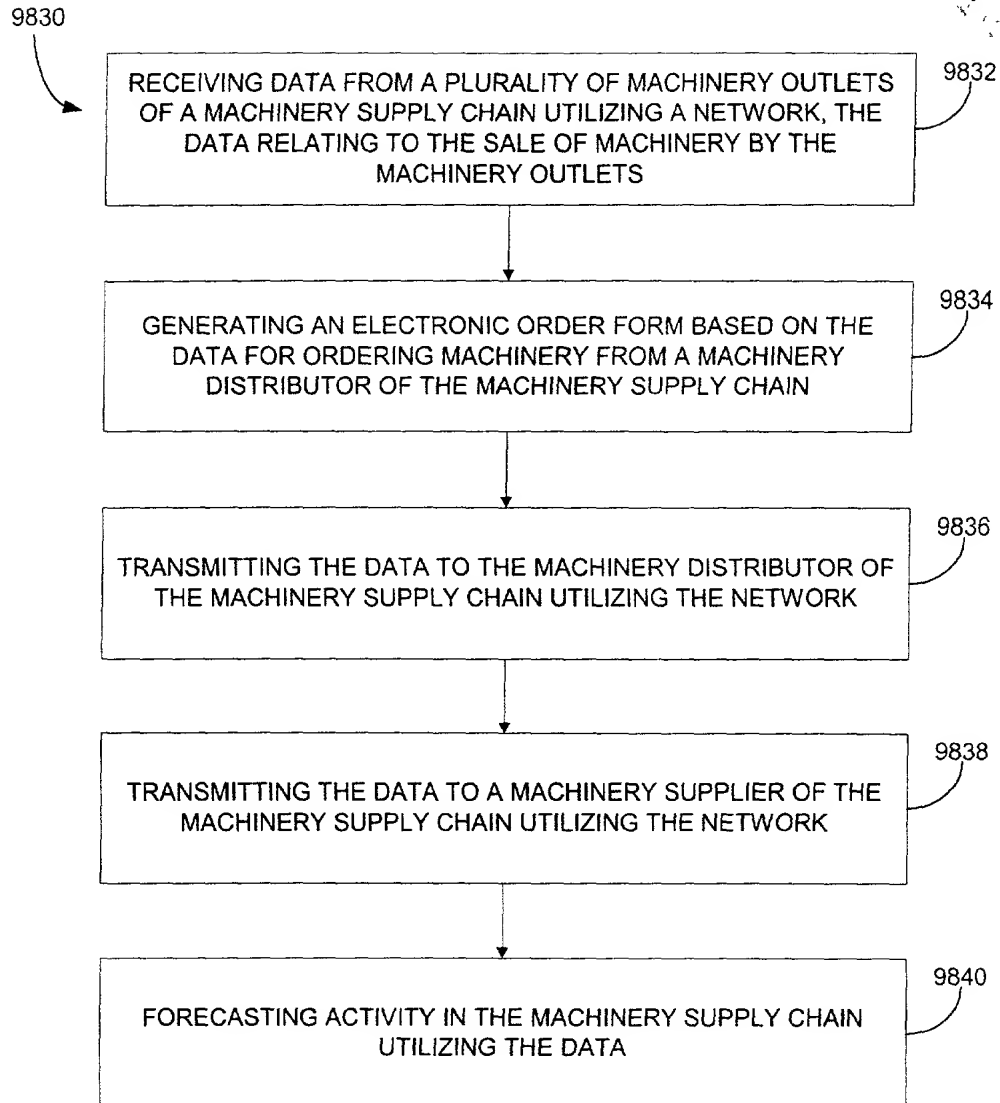 9830
RECEIVING DATA FROM A PLURALITY OF MACHINERY OUTLETS
OF A MACHINERY SUPPLY CHAIN UTILIZING A NETWORK, THE
DATA RELATING TO THE SALE OF MACHINERY BY THE
MACHINERY OUTLETS
9832
GENERATING AN ELECTRONIC ORDER FORM BASED ON THE
DATA FOR ORDERING MACHINERY FROM A MACHINERY
DISTRIBUTOR OF THE MACHINERY SUPPLY CHAIN
9834
TRANSMITTING THE DATA TO THE MACHINERY DISTRIBUTOR OF
THE MACHINERY SUPPLY CHAIN UTILIZING THE NETWORK
9836
TRANSMITTING THE DATA TO A MACHINERY SUPPLIER OF THE
MACHINERY SUPPLY CHAIN UTILIZING THE NETWORK
9838
FORECASTING ACTIVITY IN THE MACHINERY SUPPLY CHAIN
UTILIZING THE DATA
9840